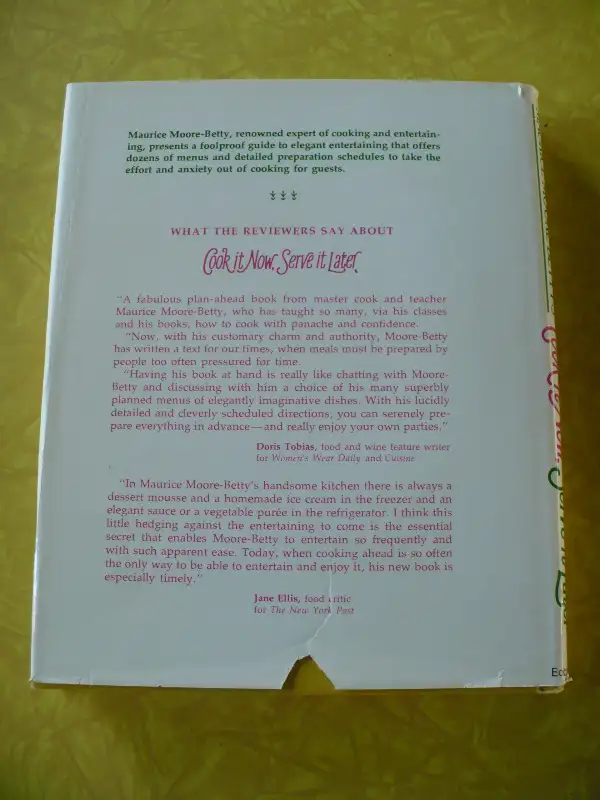 Maurice Moore-Betty, renowned expert of cooking and entertain-
ing, presents a foolproof guide to elegant entertaining that offers
dozens of menus and detailed preparation schedules to take the
effort and anxiety out of cooking for guests.
WHAT THE REVIEWERS SAY ABOUT
Cook it Now, Serve it Later
"A fabulous plan-ahead book from master cook and teacher
Maurice Moore-Betty, who has taught so many, via his classes
and his books, how to cook with panache and confidence.
"Now, with his customary charm and authority, Moore-Betty
has written a text for our times, when meals must be prepared by
people too often pressured for time.
"Having his book at hand is really like chatting with Moore-
Betty and discussing with him a choice of his many superbly
planned menus of elegantly imaginative dishes. With his lucidly
detailed and cleverly scheduled directions, you can serenely pre-
pare everything in advance—and really enjoy your own parties."
Doris Tobias, food and wine feature writer
for Women's Wear Daily and Cuisine
"In Maurice Moore-Betty's handsome kitchen there is always a
dessert mousse and a homemade ice cream in the freezer and an
elegant sauce or a vegetable purée in the refrigerator. I think this
little hedging against the entertaining to come is the essential
secret that enables Moore-Betty to entertain so frequently and
with such apparent ease. Today, when cooking ahead is so often
the only way to be able to entertain and enjoy it, his new book is
especially timely."
Jane Ellis, food critic
for The New York Post
Cook it Now, Serve it Later